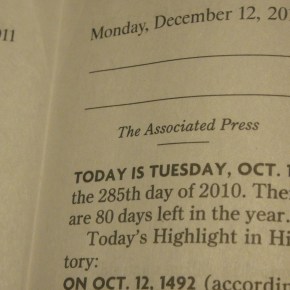 011
Monday, December 12, 20
The Associated Press
TODAY IS TUESDAY, OCT. 1
the 285th day of 2010. The
are 80 days left in the year.
Today's Highlight in Hi
tory:
ON OCT. 12, 1492 (accordin